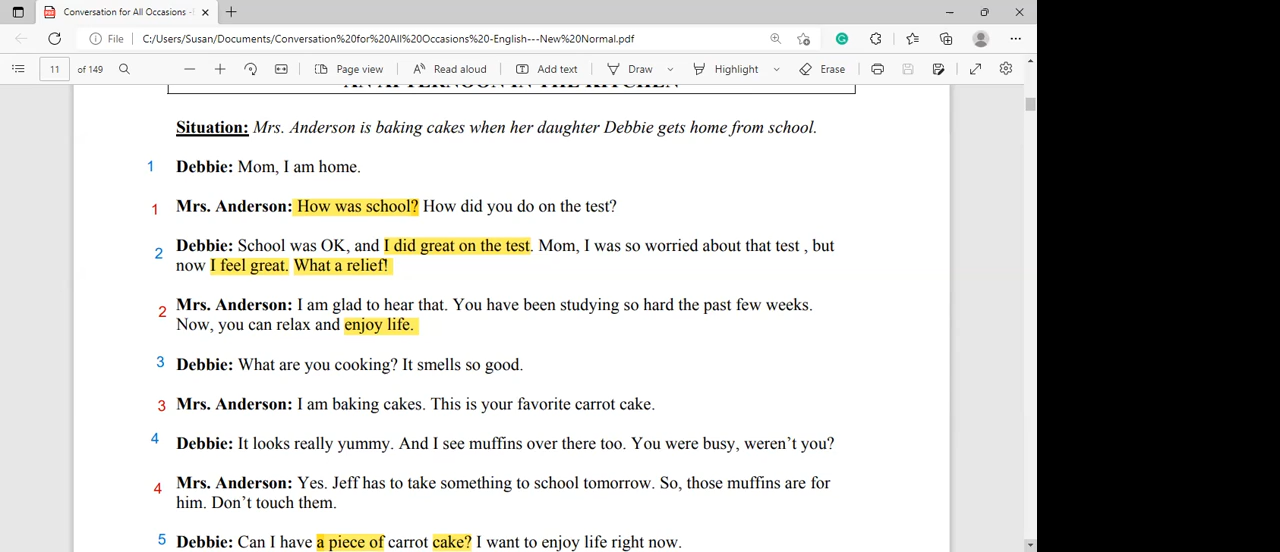 Conversation for All Occasions -
File C:/Users/Susan/Documents/Conversation%20for%20All%20Occasions%20-English---New%20Normal.pdf
11 of 149 Page view Read aloud Add text Draw Highlight Erase
AN AFTERNOON IN THE KITCHEN
Situation: Mrs. Anderson is baking cakes when her daughter Debbie gets home from school.
1 Debbie: Mom, I am home.
1 Mrs. Anderson: How was school? How did you do on the test?
2 Debbie: School was OK, and I did great on the test. Mom, I was so worried about that test , but
now I feel great. What a relief!
2 Mrs. Anderson: I am glad to hear that. You have been studying so hard the past few weeks.
Now, you can relax and enjoy life.
3 Debbie: What are you cooking? It smells so good.
3 Mrs. Anderson: I am baking cakes. This is your favorite carrot cake.
4 Debbie: It looks really yummy. And I see muffins over there too. You were busy, weren't you?
4 Mrs. Anderson: Yes. Jeff has to take something to school tomorrow. So, those muffins are for
him. Don't touch them.
5 Debbie: Can I have a piece of carrot cake? I want to enjoy life right now.